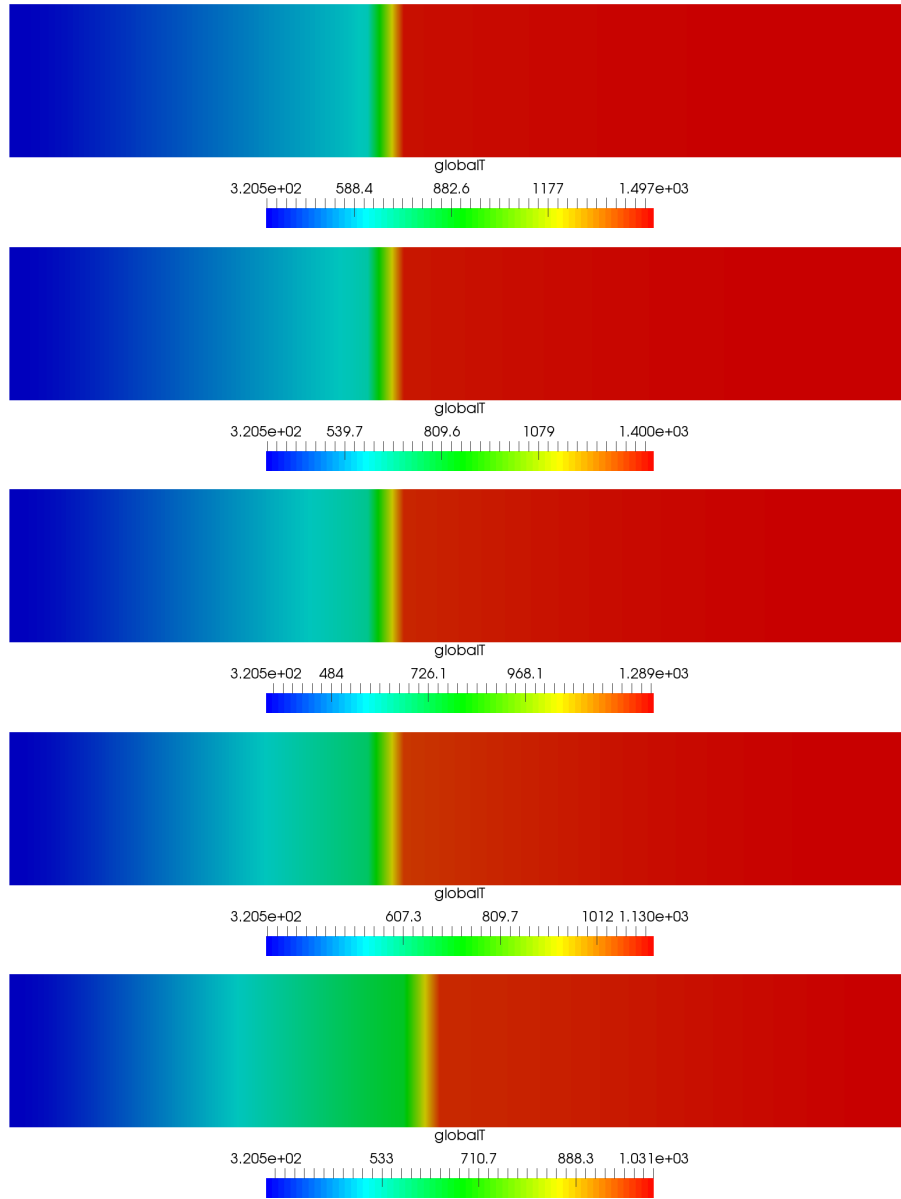 globalT
3.205e+02 588.4 882.6 1177 1.497e+03
globalT
3.205e+02 539.7 809.6 1079 1.400e+03
globalT
3.205e+02 484 726.1 968.1 1.289e+03
globalT
3.205e+02 607.3 809.7 1012 1.130e+03
globalT
3.205e+02 533 710.7 888.3 1.031e+03